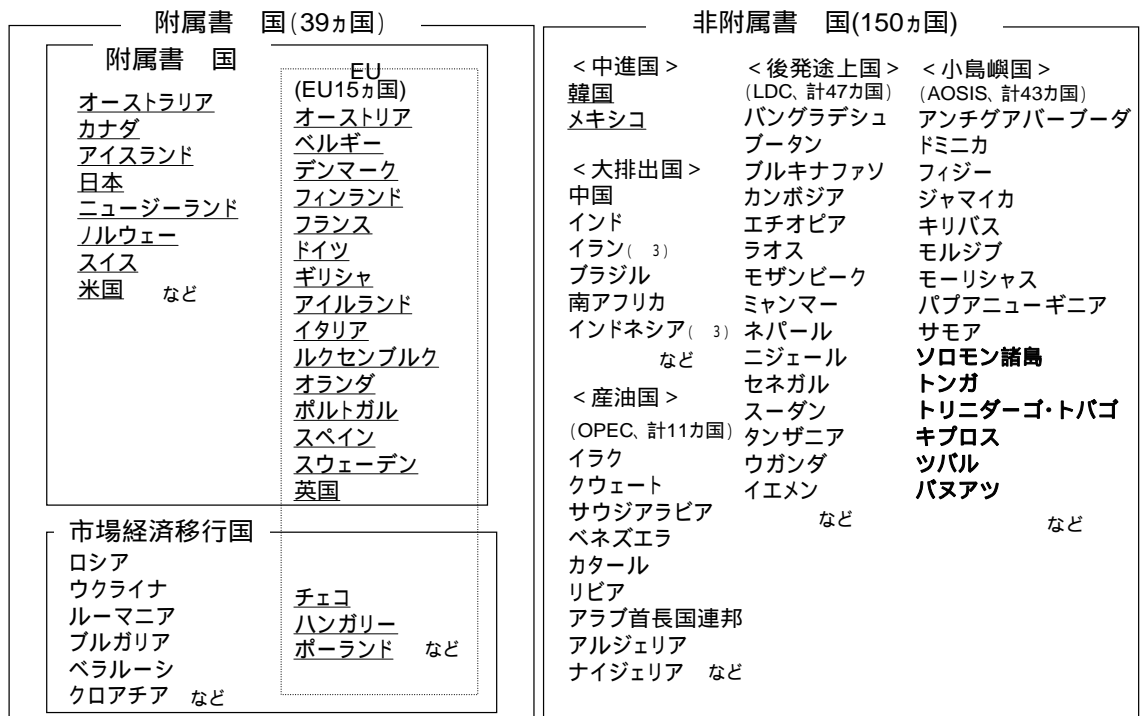 附属書　国(39ヵ国)
附属書　国
オーストラリア
カナダ
アイスランド
日本
ニュージーランド
ノルウェー
スイス
米国　など
EU
(EU15ヵ国)
オーストリア
ベルギー
デンマーク
フィンランド
フランス
ドイツ
ギリシャ
アイルランド
イタリア
ルクセンブルク
オランダ
ポルトガル
スペイン
スウェーデン
英国
市場経済移行国
ロシア
ウクライナ
ルーマニア
ブルガリア
ベラルーシ
クロアチア　など
チェコ
ハンガリー
ポーランド　など
非附属書　国(150ヵ国)
＜中進国＞
韓国
メキシコ
＜大排出国＞
中国
インド
イラン(　3)
ブラジル
南アフリカ
インドネシア(　3)
など
＜産油国＞
(OPEC、計11カ国)
イラク
クウェート
サウジアラビア
ベネズエラ
カタール
リビア
アラブ首長国連邦
アルジェリア
ナイジェリア　など
＜後発途上国＞
(LDC、計47カ国)
バングラデシュ
ブータン
ブルキナファソ
カンボジア
エチオピア
ラオス
モザンビーク
ミャンマー
ネパール
ニジェール
セネガル
スーダン
タンザニア
ウガンダ
イエメン
など
＜小島嶼国＞
(AOSIS、計43カ国)
アンチグアバーブーダ
ドミニカ
フィジー
ジャマイカ
キリバス
モルジブ
モーリシャス
パプアニューギニア
サモア
ソロモン諸島
トンガ
トリニダーゴ・トバゴ
キプロス
ツバル
バヌアツ
など